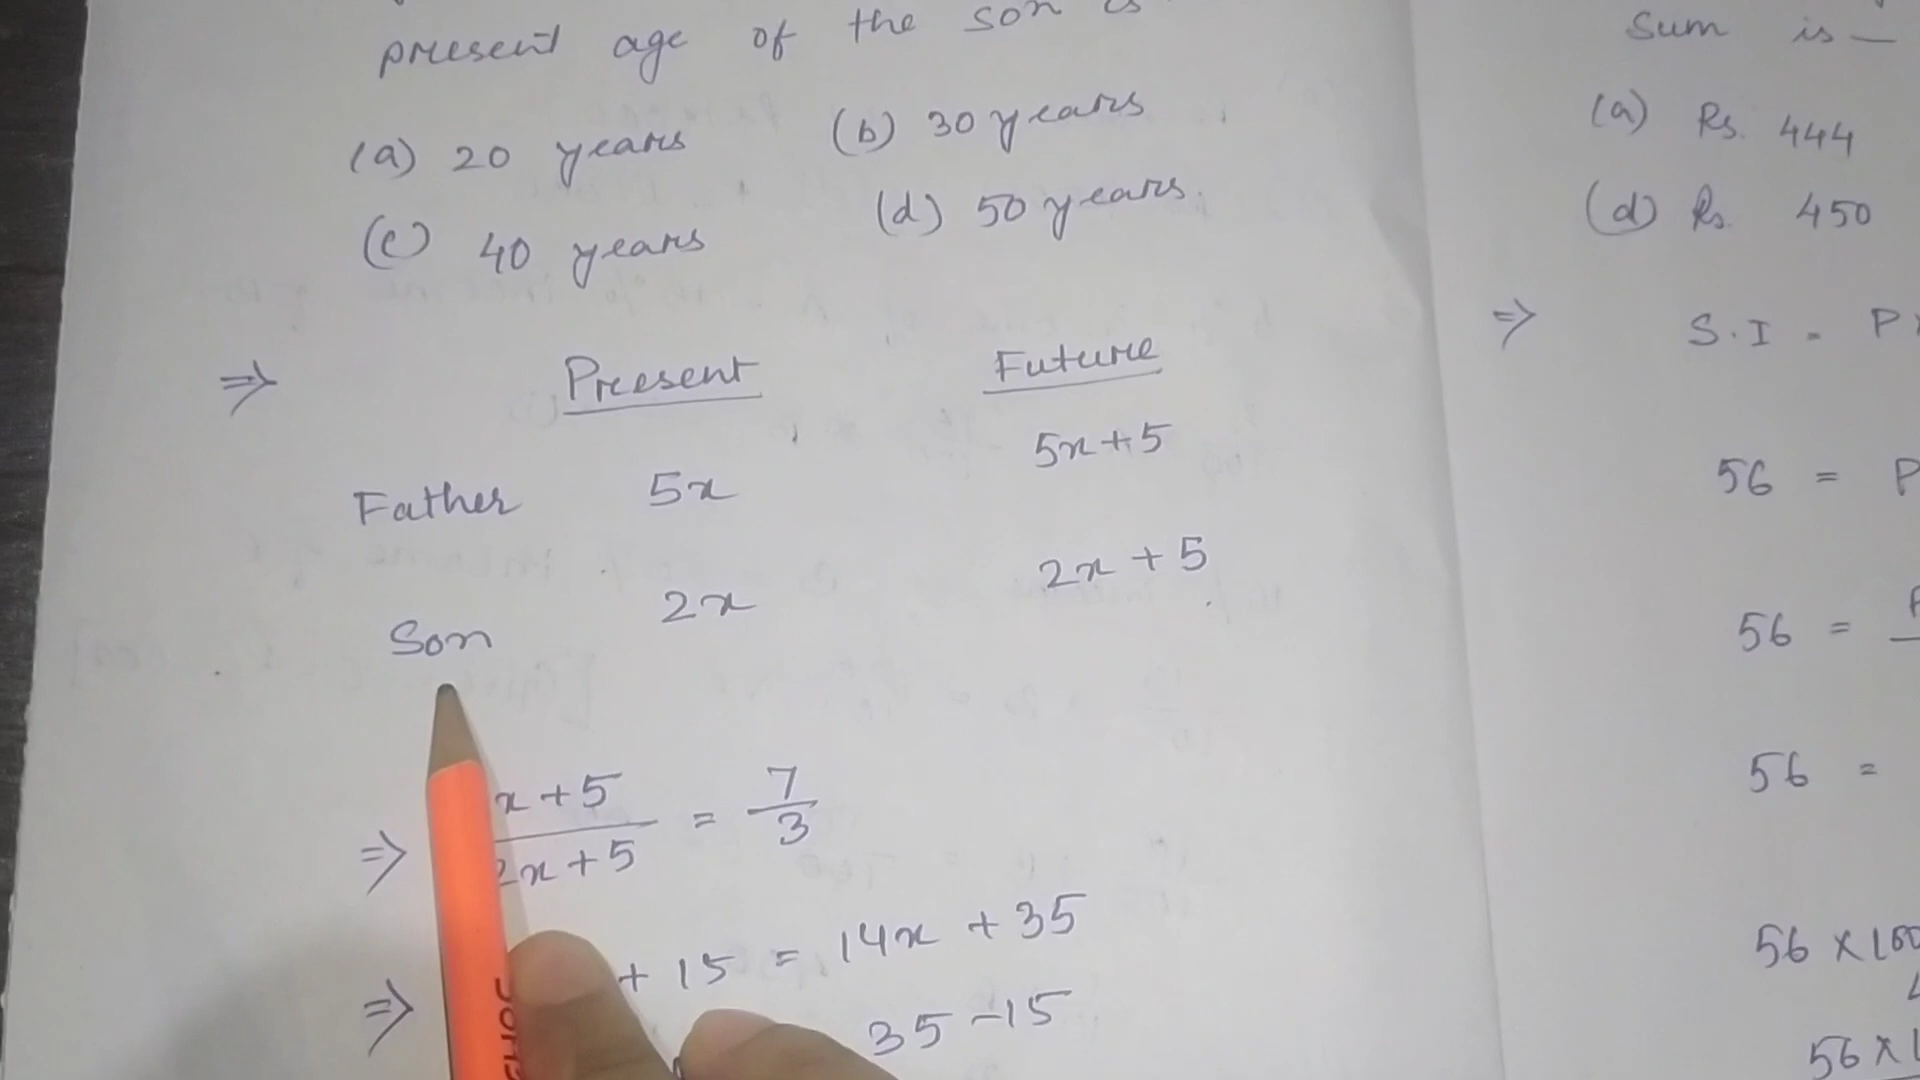 present age of the son is
(a) 20 years (b) 30 years
(c) 40 years (d) 50 years.
⇒ Present Future
Father 5x 5x+5
Son 2x 2x + 5
⇒ x+5 / 2x+5 = 7/3
⇒ + 15 = 14x + 35
35 - 15
Sum is —
(a) Rs. 444
(d) Rs. 450
⇒ S.I = P
56 = P
56 =
56 =
56 × 100
56 ×